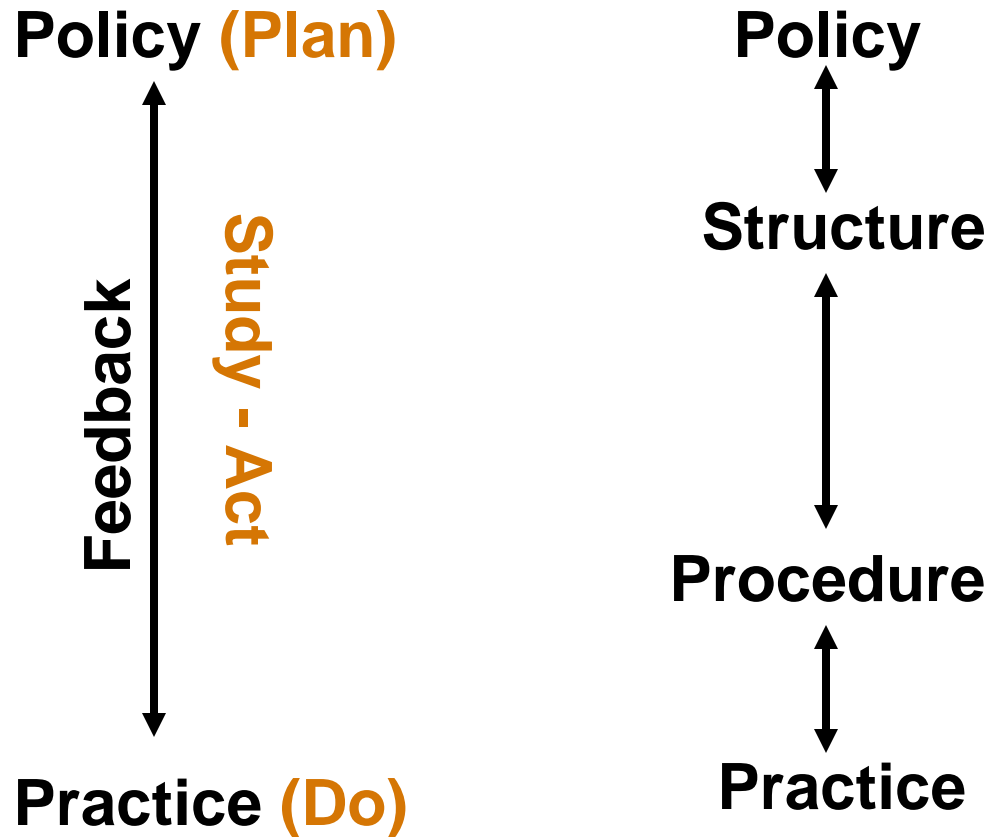 Policy (Plan)
Feedback
Study - Act
Practice (Do)
Policy
Structure
Procedure
Practice